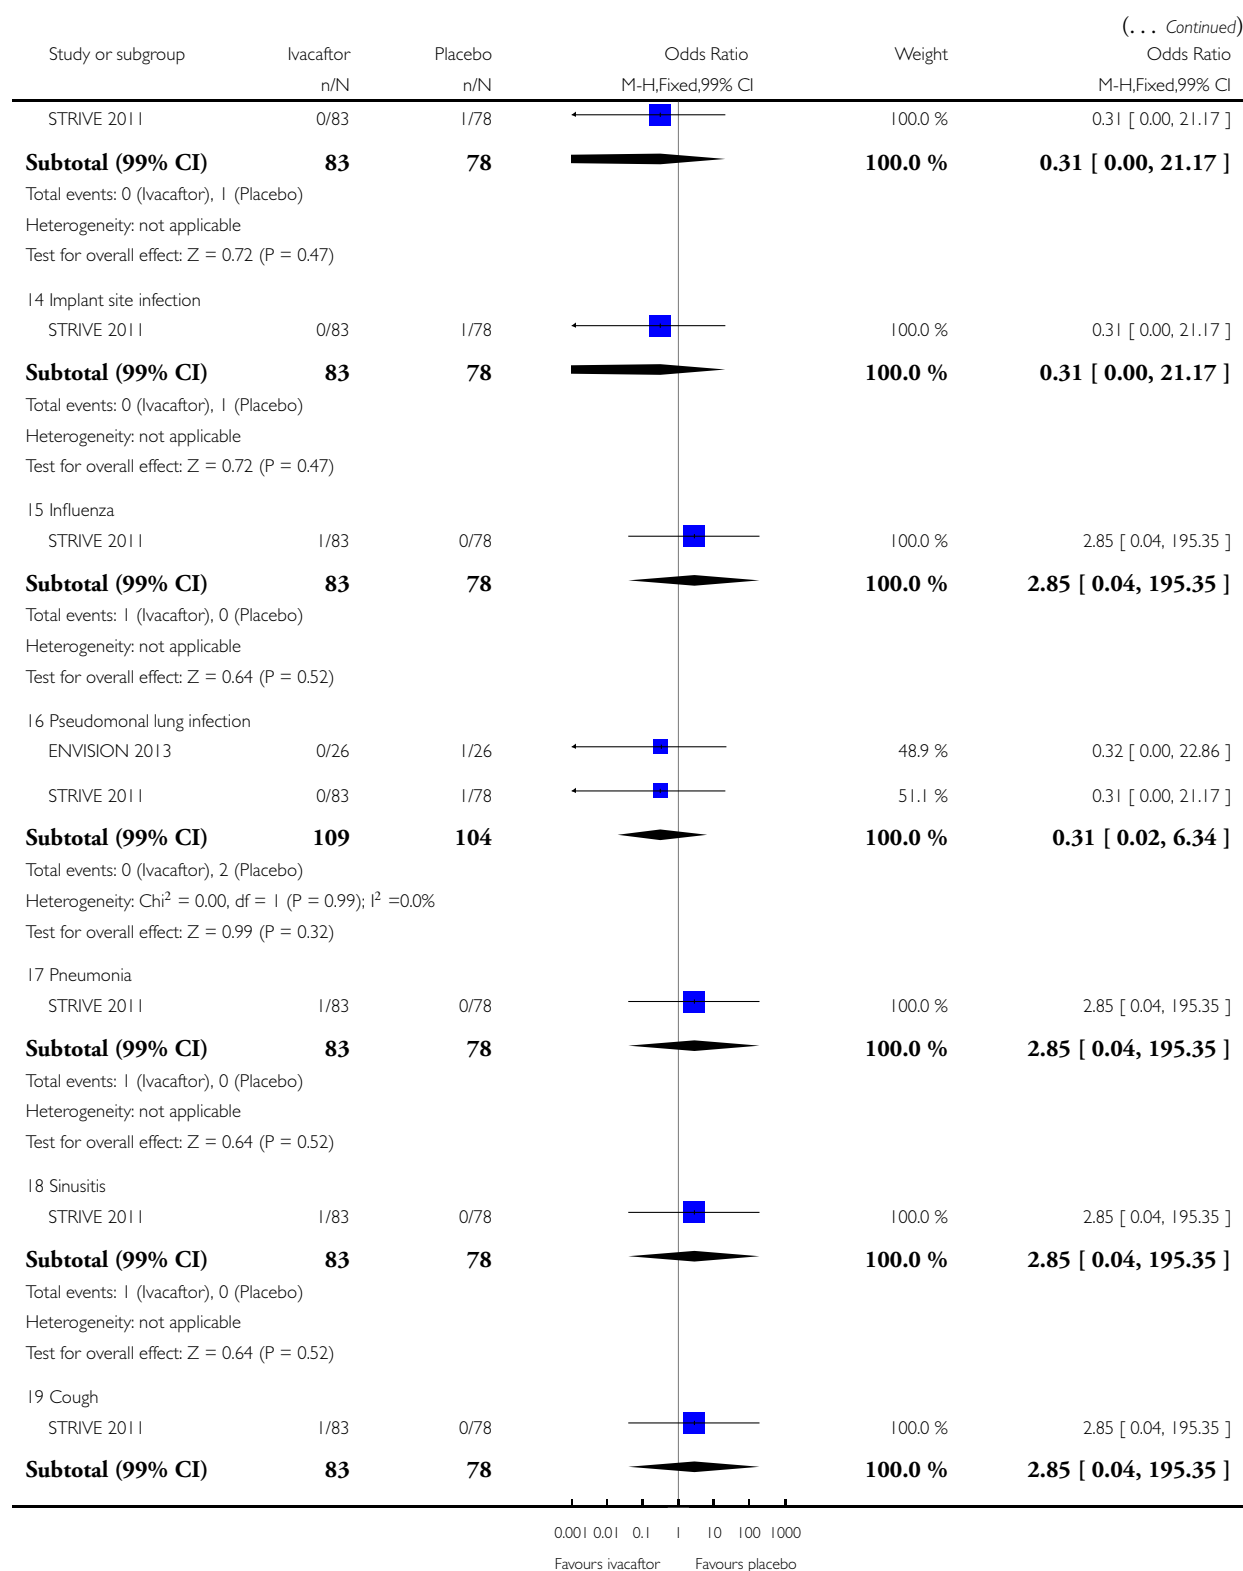 (... Continued)
Study or subgroup Ivacaftor Placebo Odds Ratio Weight Odds Ratio
n/N n/N M-H,Fixed,99% CI M-H,Fixed,99% CI
STRIVE 2011 0/83 1/78 100.0 % 0.31 [ 0.00, 21.17 ]
Subtotal (99% CI) 83 78 100.0 % 0.31 [ 0.00, 21.17 ]
Total events: 0 (Ivacaftor), 1 (Placebo)
Heterogeneity: not applicable
Test for overall effect: Z = 0.72 (P = 0.47)
14 Implant site infection
STRIVE 2011 0/83 1/78 100.0 % 0.31 [ 0.00, 21.17 ]
Subtotal (99% CI) 83 78 100.0 % 0.31 [ 0.00, 21.17 ]
Total events: 0 (Ivacaftor), 1 (Placebo)
Heterogeneity: not applicable
Test for overall effect: Z = 0.72 (P = 0.47)
15 Influenza
STRIVE 2011 1/83 0/78 100.0 % 2.85 [ 0.04, 195.35 ]
Subtotal (99% CI) 83 78 100.0 % 2.85 [ 0.04, 195.35 ]
Total events: 1 (Ivacaftor), 0 (Placebo)
Heterogeneity: not applicable
Test for overall effect: Z = 0.64 (P = 0.52)
16 Pseudomonal lung infection
ENVISION 2013 0/26 1/26 48.9 % 0.32 [ 0.00, 22.86 ]
STRIVE 2011 0/83 1/78 51.1 % 0.31 [ 0.00, 21.17 ]
Subtotal (99% CI) 109 104 100.0 % 0.31 [ 0.02, 6.34 ]
Total events: 0 (Ivacaftor), 2 (Placebo)
Heterogeneity: Chi² = 0.00, df = 1 (P = 0.99); I² =0.0%
Test for overall effect: Z = 0.99 (P = 0.32)
17 Pneumonia
STRIVE 2011 1/83 0/78 100.0 % 2.85 [ 0.04, 195.35 ]
Subtotal (99% CI) 83 78 100.0 % 2.85 [ 0.04, 195.35 ]
Total events: 1 (Ivacaftor), 0 (Placebo)
Heterogeneity: not applicable
Test for overall effect: Z = 0.64 (P = 0.52)
18 Sinusitis
STRIVE 2011 1/83 0/78 100.0 % 2.85 [ 0.04, 195.35 ]
Subtotal (99% CI) 83 78 100.0 % 2.85 [ 0.04, 195.35 ]
Total events: 1 (Ivacaftor), 0 (Placebo)
Heterogeneity: not applicable
Test for overall effect: Z = 0.64 (P = 0.52)
19 Cough
STRIVE 2011 1/83 0/78 100.0 % 2.85 [ 0.04, 195.35 ]
Subtotal (99% CI) 83 78 100.0 % 2.85 [ 0.04, 195.35 ]
0.001 0.01 0.1 1 10 100 1000
Favours ivacaftor Favours placebo